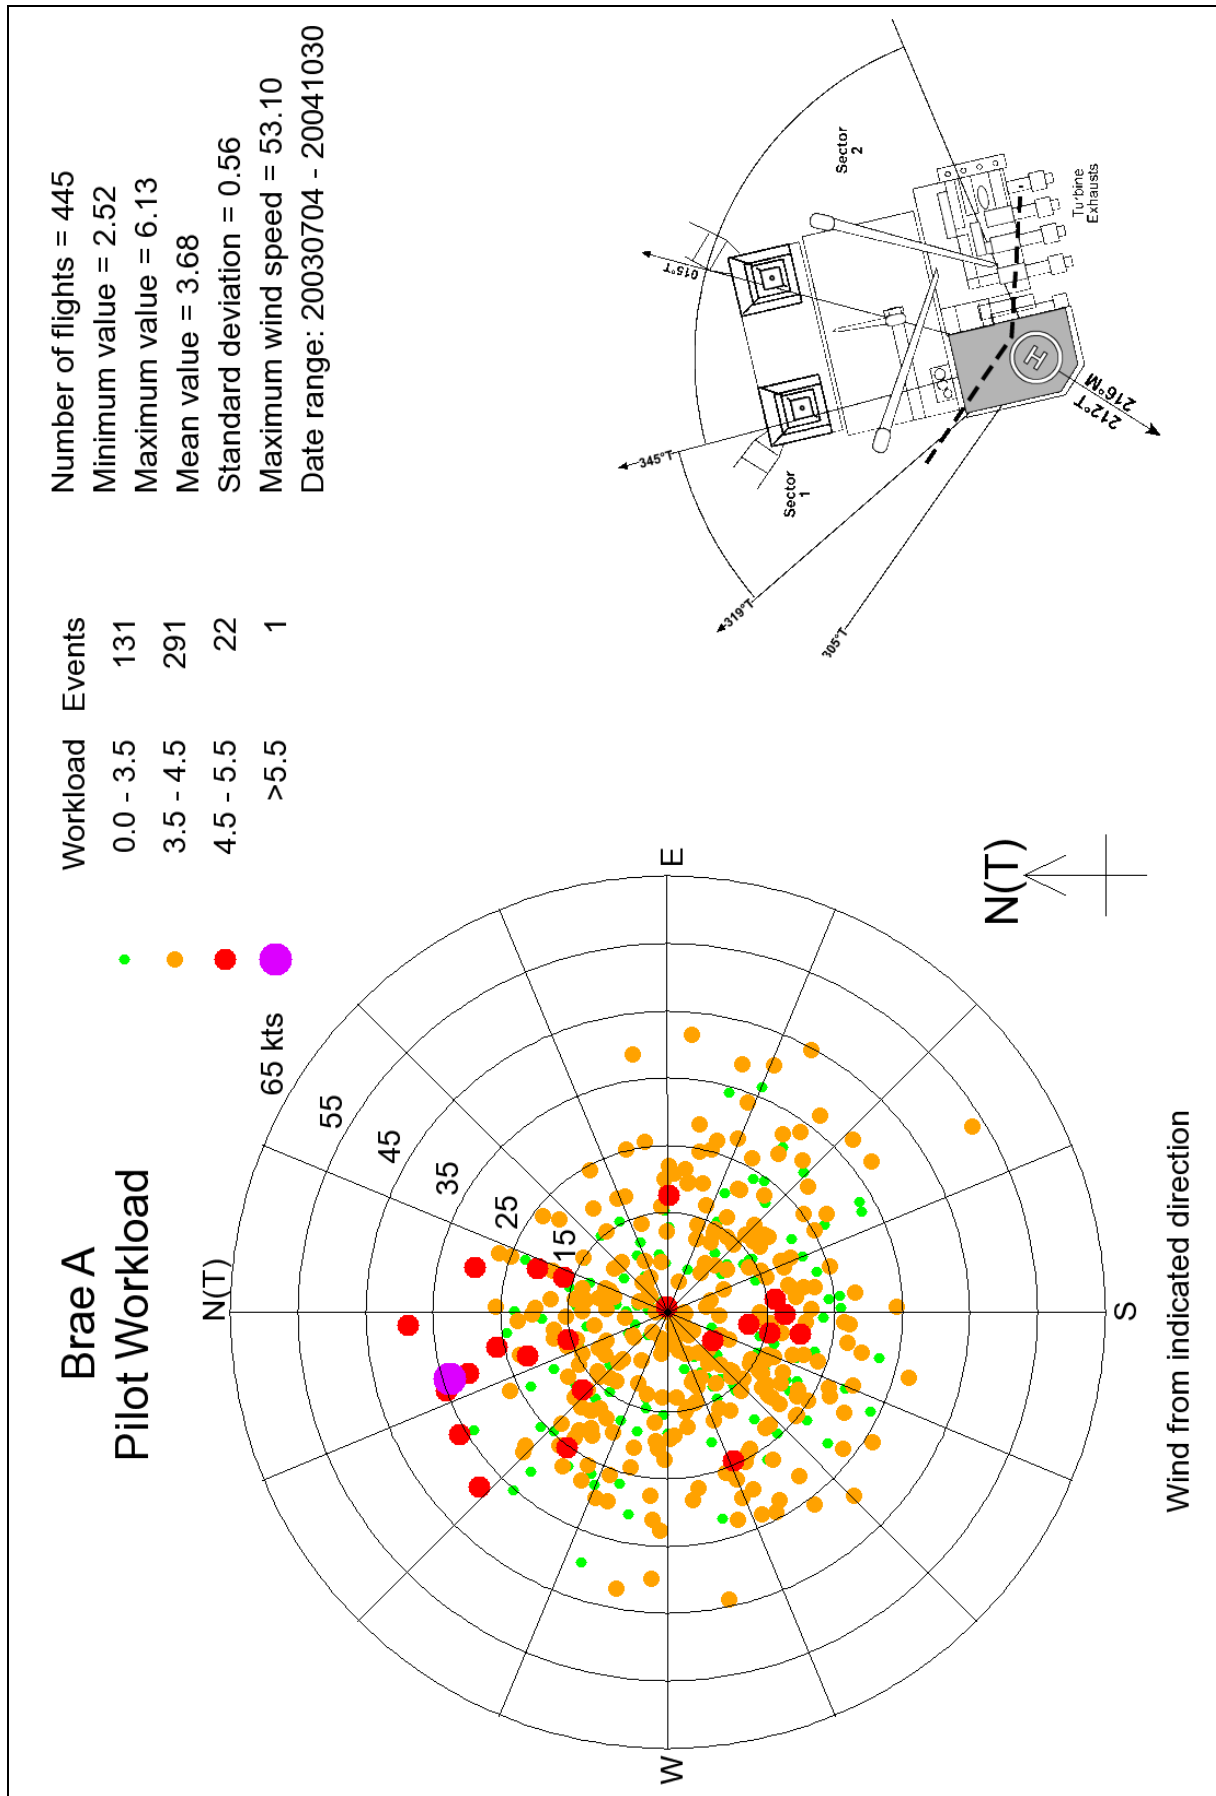 Brae A
Pilot Workload
Workload Events
0.0 - 3.5 131
3.5 - 4.5 291
4.5 - 5.5 22
>5.5 1
Number of flights = 445
Minimum value = 2.52
Maximum value = 6.13
Mean value = 3.68
Standard deviation = 0.56
Maximum wind speed = 53.10
Date range: 20030704 - 20041030
N(T)
E
S
W
15
25
35
45
55
65 kts
N(T)
Wind from indicated direction
345°T
015°T
319°T
305°T
Sector
1
Sector
2
Turbine
Exhausts
H
212°T
216°M